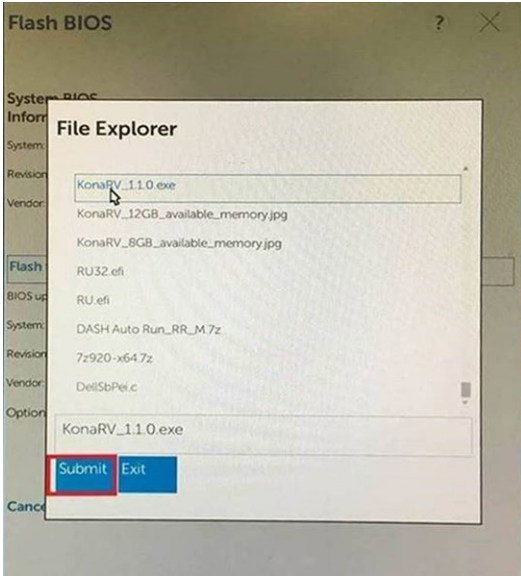 Flash BIOS ?
System BIOS
Infor
File Explorer
System:
Revision
KonaRV_1.1.0.exe
Vendor:
KonaRV_12GB_available_memory.jpg
KonaRV_8GB_available_memory.jpg
Flash
RU32.efi
BIOS up
RU.efi
System:
DASH Auto Run_RR_M.7z
Revision
7z920-x64.7z
Vendor:
DellSbPei.c
Option
KonaRV_1.1.0.exe
Submit Exit
Cance